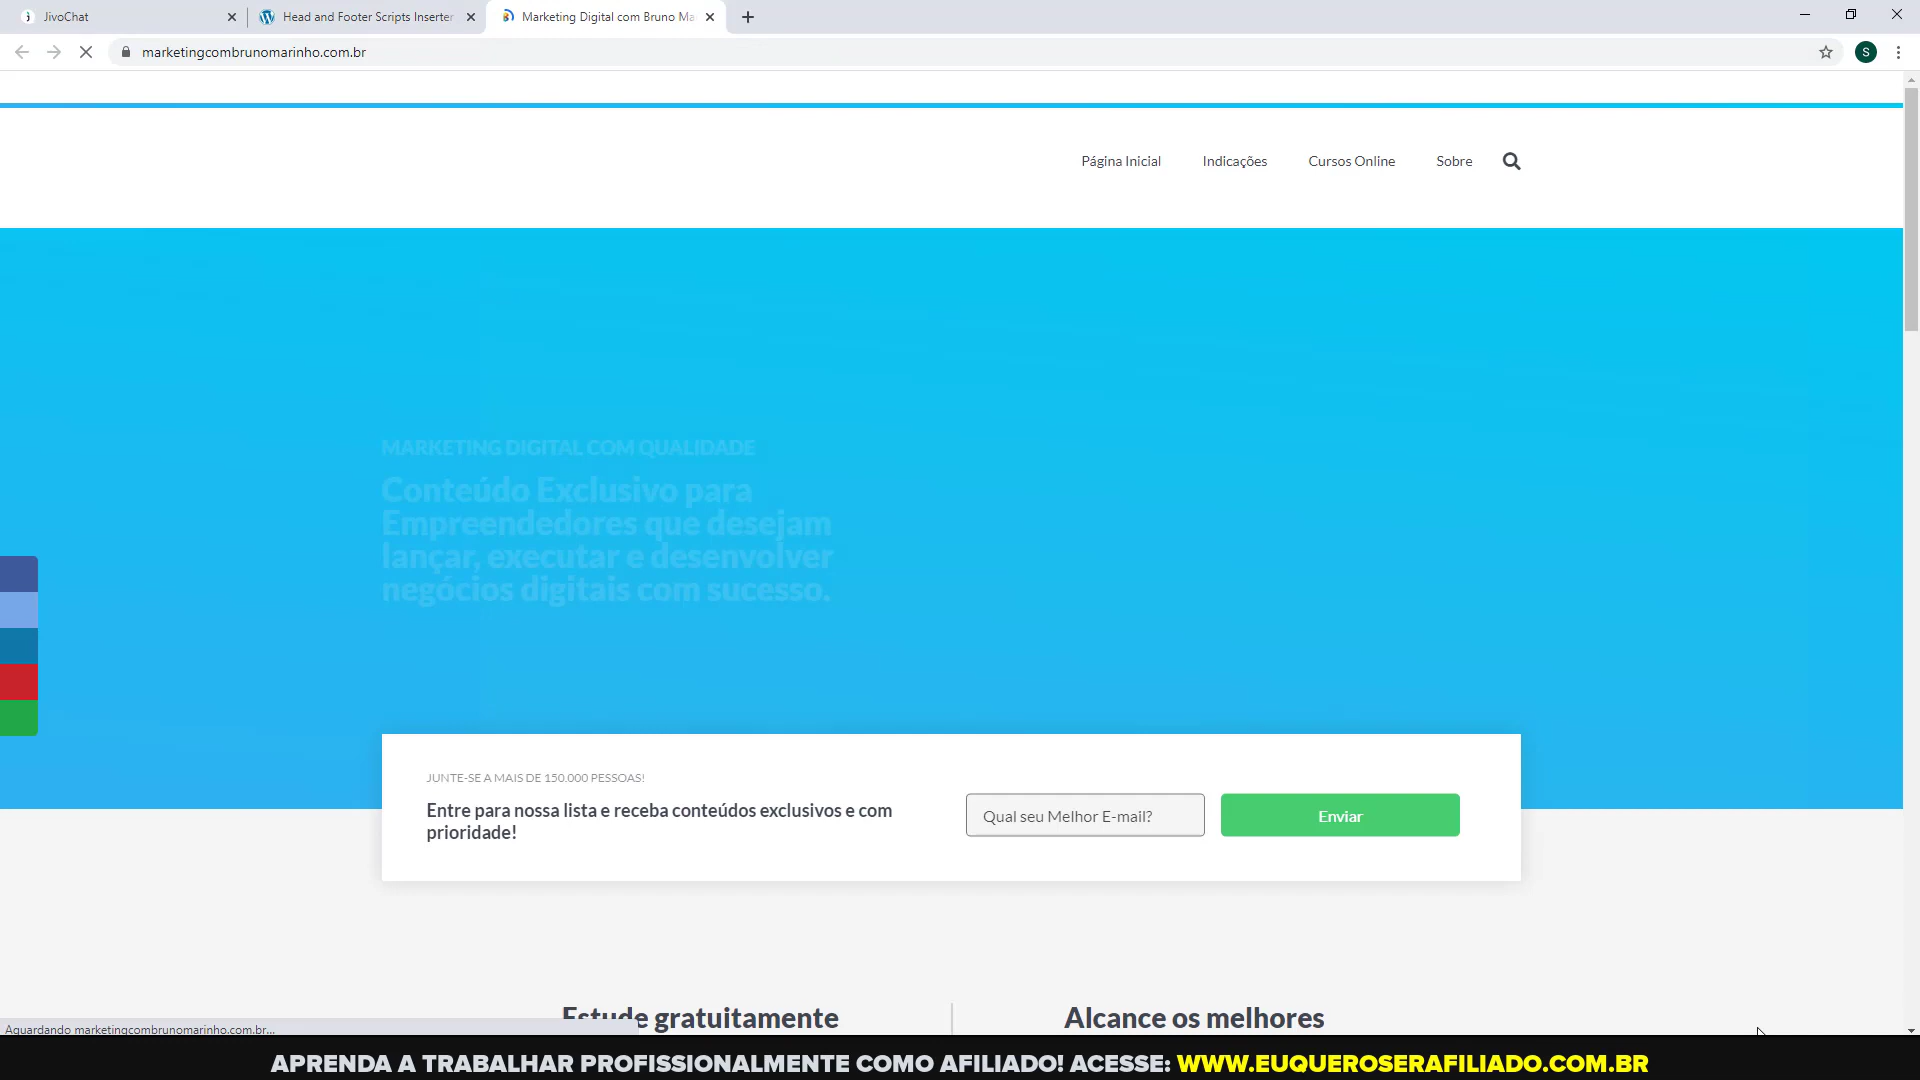 JivoChat
Head and Footer Scripts Inserter
Marketing Digital com Bruno Ma
marketingcombrunomarinho.com.br
S
Página Inicial
Indicações
Cursos Online
Sobre
MARKETING DIGITAL COM QUALIDADE
Conteúdo Exclusivo para
Empreendedores que desejam
lançar, executar e desenvolver
negócios digitais com sucesso.
JUNTE-SE A MAIS DE 150.000 PESSOAS!
Entre para nossa lista e receba conteúdos exclusivos e com
prioridade!
Qual seu Melhor E-mail?
Enviar
Estude gratuitamente
Alcance os melhores
Aguardando marketingcombrunomarinho.com.br...
APRENDA A TRABALHAR PROFISSIONALMENTE COMO AFILIADO! ACESSE: WWW.EUQUEROSERAFILIADO.COM.BR